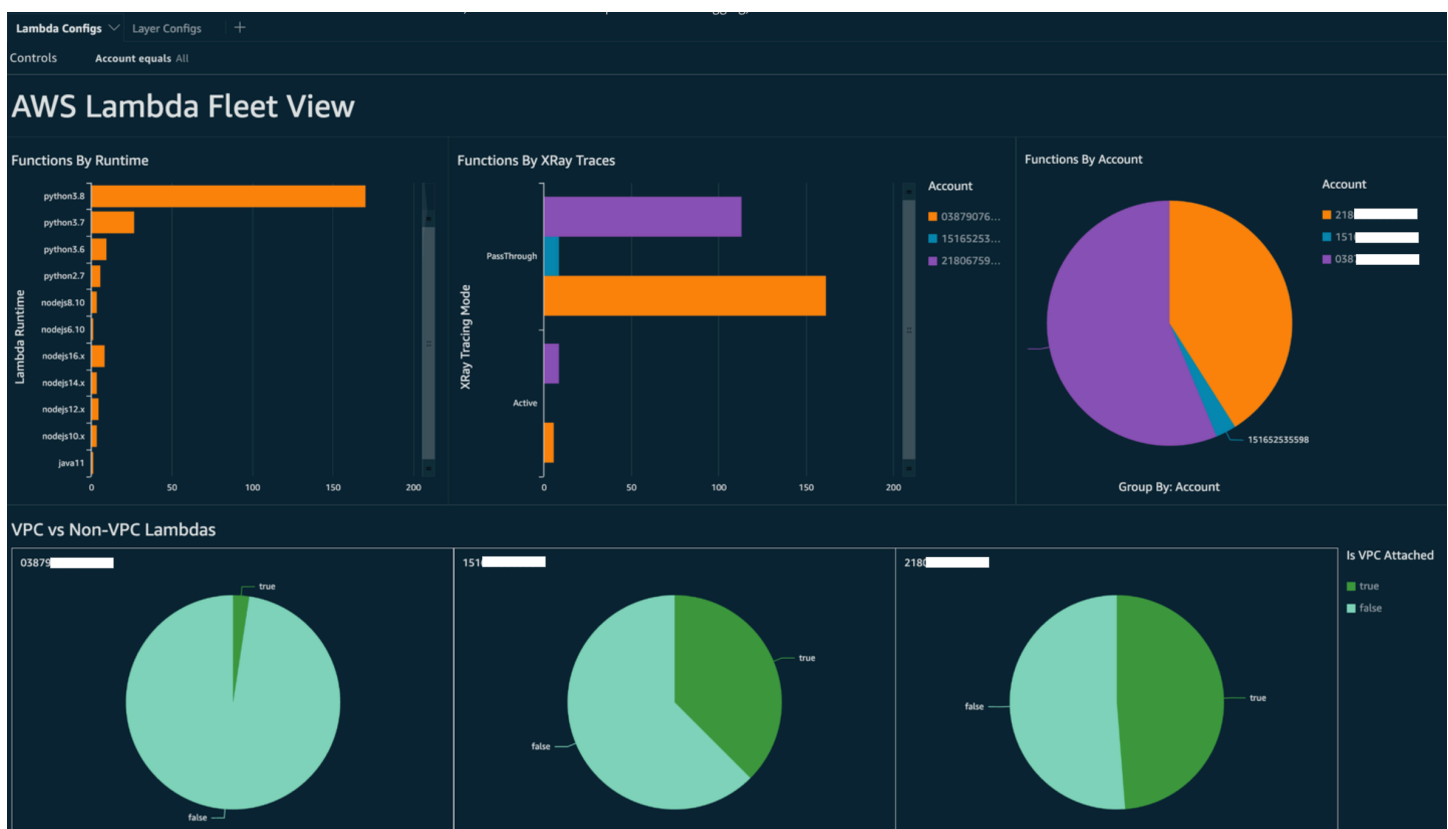 Lambda Configs Layer Configs +
Controls Account equals All
AWS Lambda Fleet View
Functions By Runtime
Lambda Runtime
python3.8
python3.7
python3.6
python2.7
nodejs8.10
nodejs6.10
nodejs16.x
nodejs14.x
nodejs12.x
nodejs10.x
java11
0 50 100 150 200
Functions By XRay Traces
XRay Tracing Mode
PassThrough
Active
0 50 100 150 200
Account
03879076...
15165253...
21806759...
Functions By Account
151652535598
Group By: Account
Account
218
151
038
VPC vs Non-VPC Lambdas
03879
true
false
151
true
false
218
true
false
Is VPC Attached
true
false